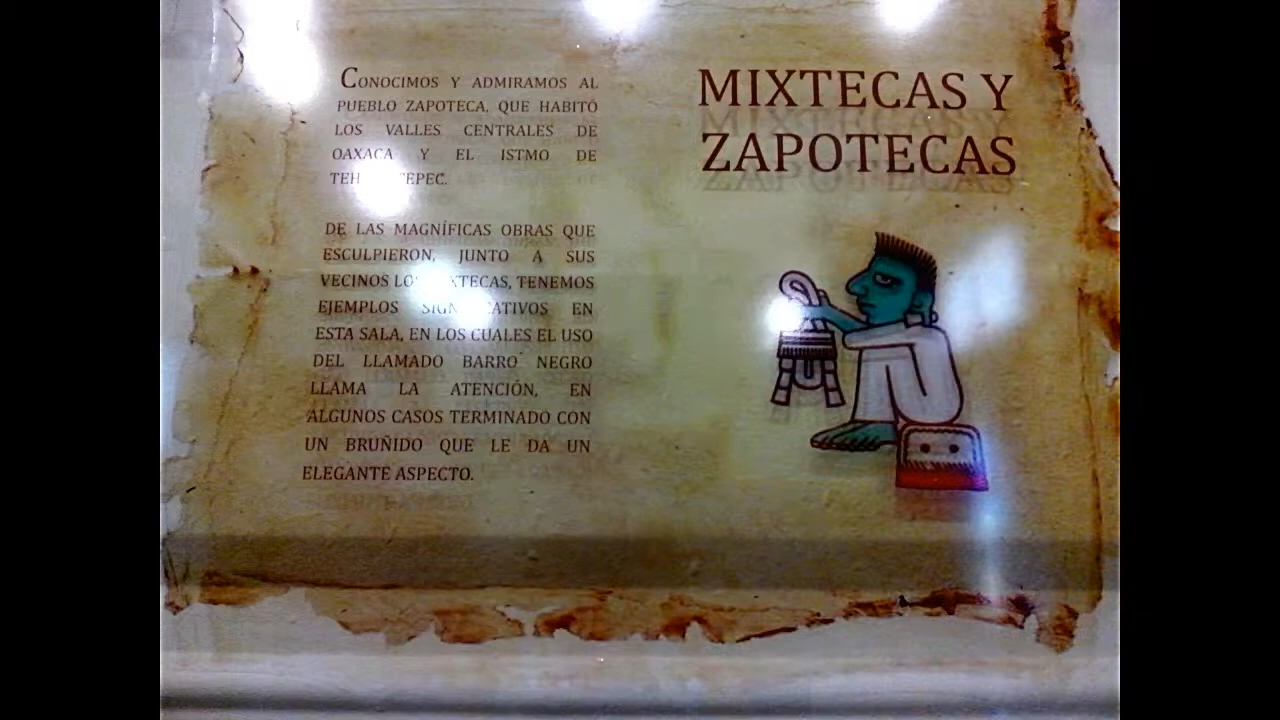 CONOCIMOS Y ADMIRAMOS AL
PUEBLO ZAPOTECA, QUE HABITÓ
LOS VALLES CENTRALES DE
OAXACA Y EL ISTMO DE
DE LAS MAGNÍFICAS OBRAS QUE
ESCULPIERON, JUNTO A SUS
VECINOS TENEMOS
EJEMPLOS EN
ESTA SALA, EN LOS CUALES EL USO
DEL LLAMADO BARRO NEGRO
LLAMA LA ATENCIÓN, EN
ALGUNOS CASOS TERMINADO CON
UN BRUÑIDO QUE LE DA UN
ELEGANTE ASPECTO.
MIXTECAS Y
ZAPOTECAS